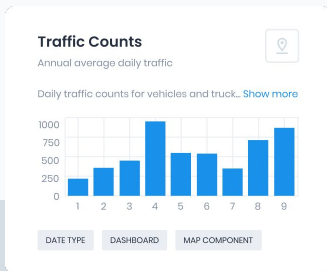 Traffic Counts
Annual average daily traffic
Daily traffic counts for vehicles and truck... Show more
1000
750
500
250
0
1 2 3 4 5 6 7 8 9
DATE TYPE DASHBOARD MAP COMPONENT